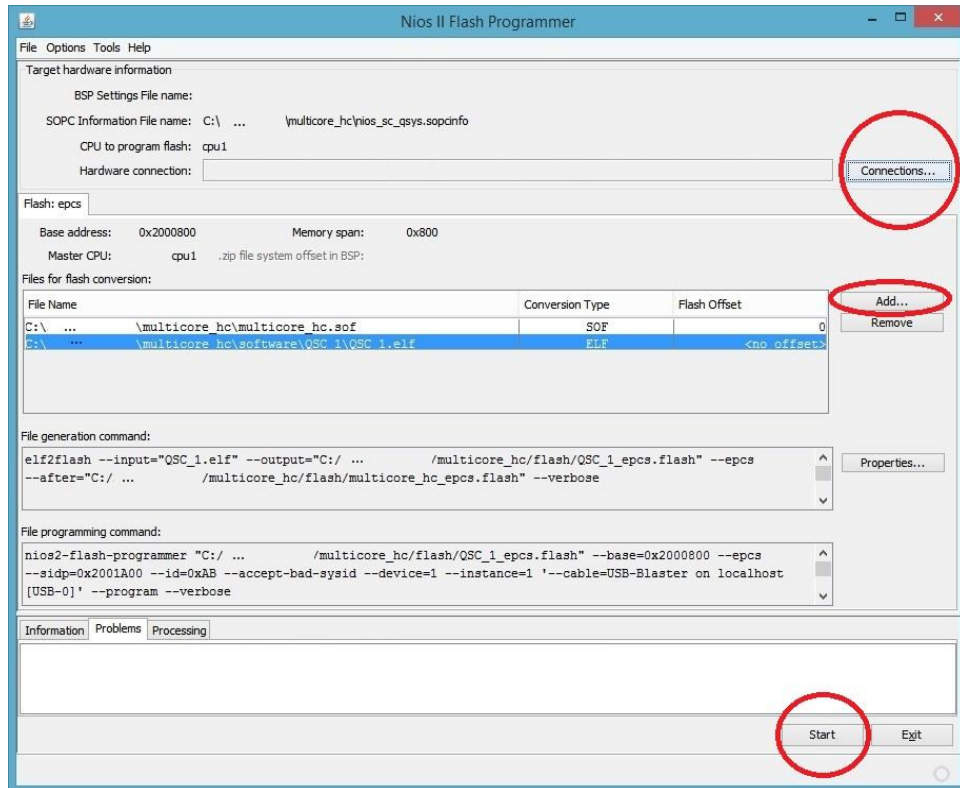 Nios II Flash Programmer
File Options Tools Help
Target hardware information
BSP Settings File name:
SOPC Information File name: C:\ ... \multicore_hc\nios_sc_qsys.sopcinfo
CPU to program flash: cpu1
Hardware connection: Connections...
Flash: epcs
Base address: 0x2000800 Memory span: 0x800
Master CPU: cpu1 .zip file system offset in BSP:
Files for flash conversion:
File Name Conversion Type Flash Offset Add...
C:\ ... \multicore_hc\multicore_hc.sof SOF 0 Remove
C:\ ... \multicore_hc\software\QSC_1\QSC_1.elf ELF <no offset>
File generation command:
elf2flash --input="QSC_1.elf" --output="C:/ ... /multicore_hc/flash/QSC_1_epcs.flash" --epcs
--after="C:/ ... /multicore_hc/flash/multicore_hc_epcs.flash" --verbose
Properties...
File programming command:
nios2-flash-programmer "C:/ ... /multicore_hc/flash/QSC_1_epcs.flash" --base=0x2000800 --epcs
--sidp=0x2001A00 --id=0xAB --accept-bad-sysid --device=1 --instance=1 '--cable=USB-Blaster on localhost
[USB-0]' --program --verbose
Information Problems Processing
Start Exit